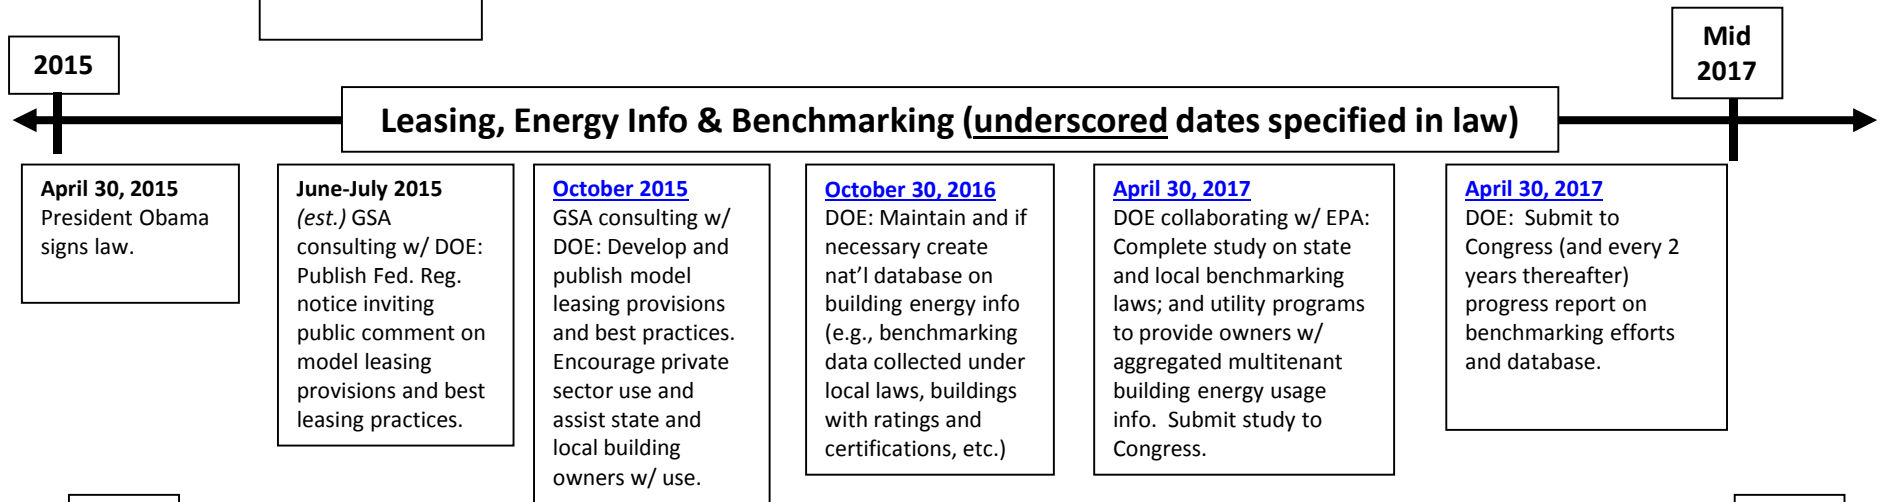 2015
Mid
2017
Leasing, Energy Info & Benchmarking (underscored dates specified in law)
April 30, 2015
President Obama
signs law.
June-July 2015
(est.) GSA
consulting w/ DOE:
Publish Fed. Reg.
notice inviting
public comment on
model leasing
provisions and best
leasing practices.
October 2015
GSA consulting w/
DOE: Develop and
publish model
leasing provisions
and best practices.
Encourage private
sector use and
assist state and
local building
owners w/ use.
October 30, 2016
DOE: Maintain and if
necessary create
nat’l database on
building energy info
(e.g., benchmarking
data collected under
local laws, buildings
with ratings and
certifications, etc.)
April 30, 2017
DOE collaborating w/ EPA:
Complete study on state
and local benchmarking
laws; and utility programs
to provide owners w/
aggregated multitenant
building energy usage
info.  Submit study to
Congress.
April 30, 2017
DOE:  Submit to
Congress (and every 2
years thereafter)
progress report on
benchmarking efforts
and database.